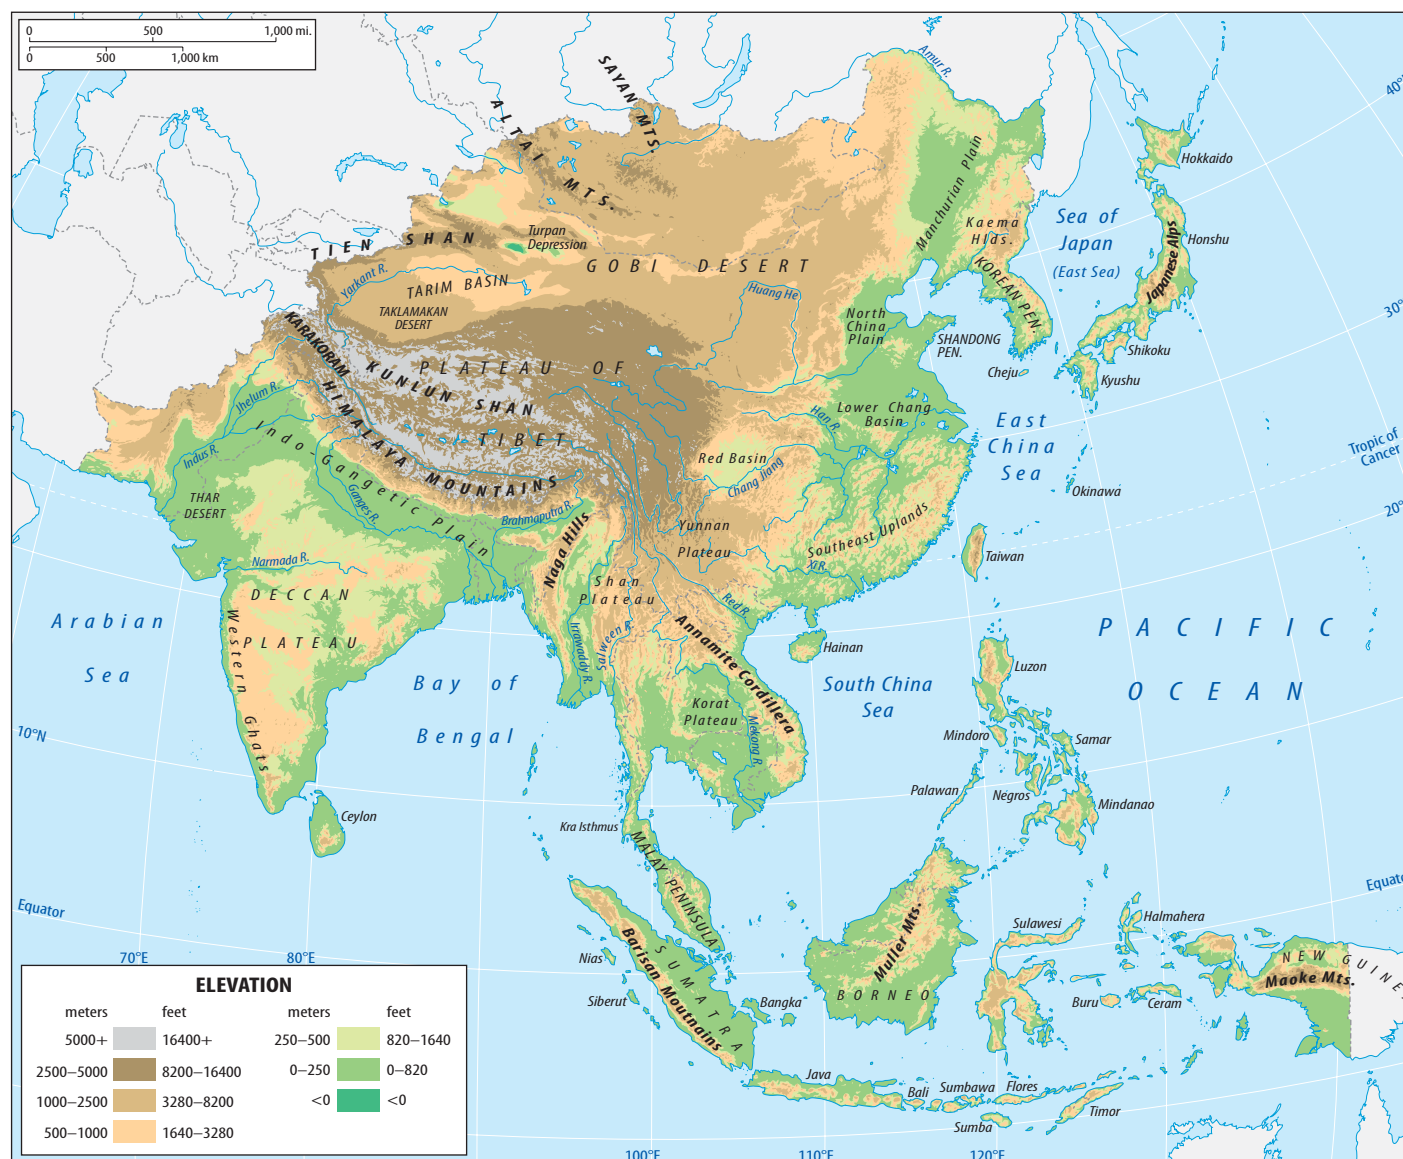 0 500 1,000 mi.
0 500 1,000 km
SAYAN MTS.
ALTAI MTS.
Amur R.
40°
Hokkaido
Manchurian Plain
Kaema
Hlds.
Sea of
Japan
(East Sea)
Honshu
Japanese Alps
TIEN SHAN
Turpan
Depression
GOBI DESERT
KOREAN PEN.
Yarkant R.
TARIM BASIN
TAKLAMAKAN
DESERT
Huang He
North
China
Plain
SHANDONG
PEN.
30°
Shikoku
Cheju
Kyushu
KARAKORAM
KUNLUN SHAN
PLATEAU OF
TIBET
HIMALAYA MOUNTAINS
Jhelum R.
Indus R.
Indo-Gangetic Plain
Han R.
Lower Chang
Basin
East
China
Sea
Tropic of
Cancer
Red Basin
Chang Jiang
Okinawa
20°
THAR
DESERT
Ganges R.
Brahmaputra R.
Naga Hills
Yunnan
Plateau
Southeast Uplands
Xi R.
Taiwan
Narmada R.
DECCAN
PLATEAU
Western Ghats
Shan
Plateau
Red R.
Irrawaddy R.
Salween R.
Annamite Cordillera
Hainan
Arabian
Sea
Bay of
Bengal
South China
Sea
PACIFIC
OCEAN
Luzon
Korat
Plateau
Mekong R.
10°N
Mindoro
Samar
Palawan
Negros
Mindanao
Ceylon
Kra Isthmus
MALAY PENINSULA
Equator
Equato
Muller Mts.
Sulawesi
Halmahera
Barisan Moutnains
SUMATRA
Nias
Siberut
Bangka
BORNEO
Buru
Ceram
NEW GUINE
Maoke Mts.
70°E
80°E
Java
Bali
Sumbawa
Flores
Sumba
Timor
100°E
110°E
120°E
ELEVATION
meters feet meters feet
5000+ 16400+ 250–500 820–1640
2500–5000 8200–16400 0–250 0–820
1000–2500 3280–8200 <0 <0
500–1000 1640–3280